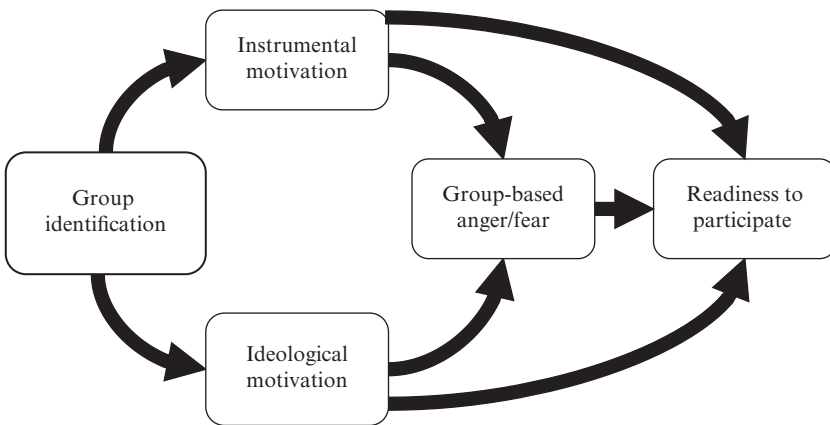 Instrumental
motivation
Group
identification
Group-based
anger/fear
Readiness to
participate
Ideological
motivation